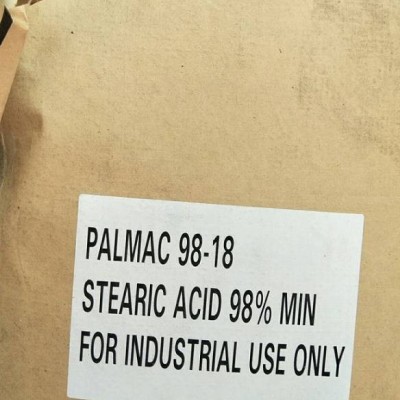 PALMAC 98-18
STEARIC ACID 98% MIN
FOR INDUSTRIAL USE ONLY